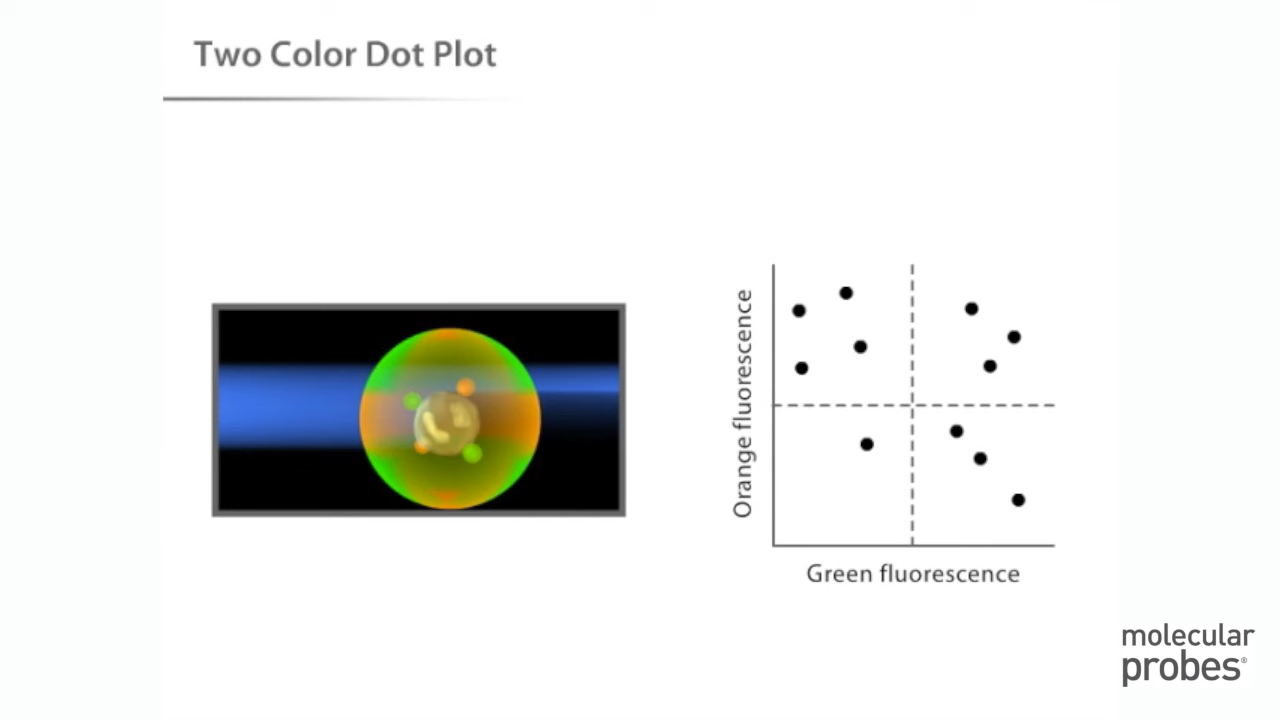 Two Color Dot Plot
Orange fluorescence
Green fluorescence
molecular
probes®